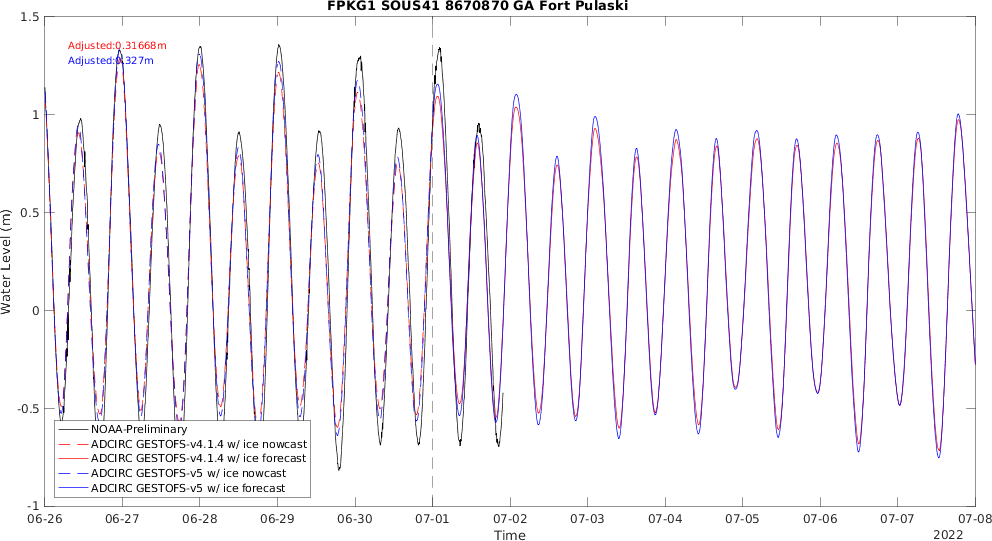 FPKG1 SOUS41 8670870 GA Fort Pulaski
Adjusted:0.31668m
Adjusted:0.327m
Water Level (m)
1.5
1
0.5
0
-0.5
-1
NOAA-Preliminary
ADCIRC GESTOFS-v4.1.4 w/ ice nowcast
ADCIRC GESTOFS-v4.1.4 w/ ice forecast
ADCIRC GESTOFS-v5 w/ ice nowcast
ADCIRC GESTOFS-v5 w/ ice forecast
06-26 06-27 06-28 06-29 06-30 07-01 07-02 07-03 07-04 07-05 07-06 07-07 07-08
Time
2022